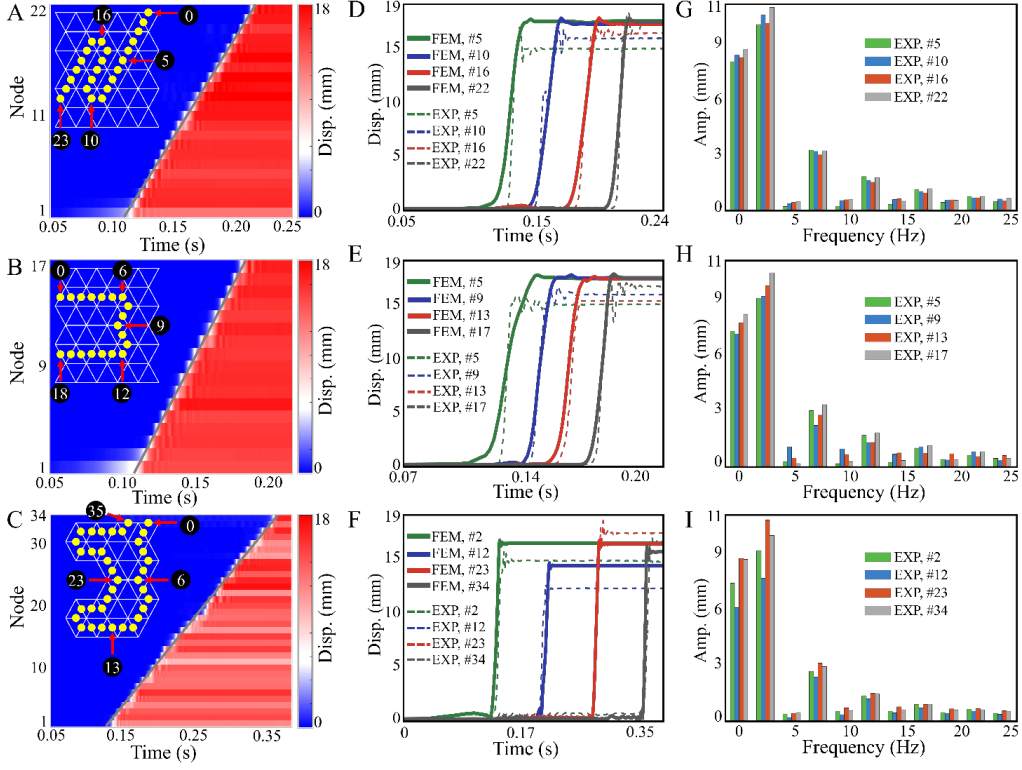 A
22
Node
11
1
16
0
5
23
10
0.05
0.10
0.15
0.20
0.25
Time (s)
18
Disp. (mm)
0
D
19
15
Disp. (mm)
11
8
4
0
FEM, #5
FEM, #10
FEM, #16
FEM, #22
EXP, #5
EXP, #10
EXP, #16
EXP, #22
0.05
0.15
0.24
Time (s)
G
11
9
Amp. (mm)
6
3
0
EXP, #5
EXP, #10
EXP, #16
EXP, #22
0
5
10
15
20
25
Frequency (Hz)
B
17
Node
9
1
0
6
9
18
12
0.05
0.10
0.15
0.20
Time (s)
18
Disp. (mm)
0
E
19
15
Disp. (mm)
11
8
4
0
FEM, #5
FEM, #9
FEM, #13
FEM, #17
EXP, #5
EXP, #9
EXP, #13
EXP, #17
0.07
0.14
0.20
Time (s)
H
11
9
Amp. (mm)
6
3
0
EXP, #5
EXP, #9
EXP, #13
EXP, #17
0
5
10
15
20
25
Frequency (Hz)
C
34
30
Node
20
10
1
35
0
23
6
13
0.05
0.15
0.25
0.35
Time (s)
18
Disp. (mm)
0
F
19
15
Disp. (mm)
11
8
4
0
FEM, #2
FEM, #12
FEM, #23
FEM, #34
EXP, #2
EXP, #12
EXP, #23
EXP, #34
0
0.17
0.35
Time (s)
I
11
9
Amp. (mm)
6
3
0
EXP, #2
EXP, #12
EXP, #23
EXP, #34
0
5
10
15
20
25
Frequency (Hz)